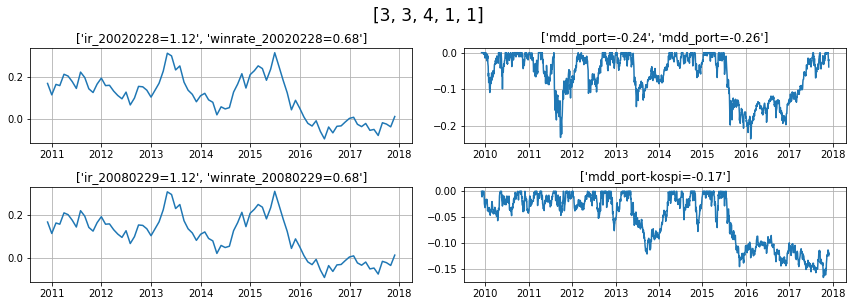 [3, 3, 4, 1, 1]
['ir_20020228=1.12', 'winrate_20020228=0.68']
0.2
0.0
2011 2012 2013 2014 2015 2016 2017 2018
['mdd_port=-0.24', 'mdd_port=-0.26']
0.0
−0.1
−0.2
2010 2011 2012 2013 2014 2015 2016 2017 2018
['ir_20080229=1.12', 'winrate_20080229=0.68']
0.2
0.0
2011 2012 2013 2014 2015 2016 2017 2018
['mdd_port-kospi=-0.17']
0.00
−0.05
−0.10
−0.15
2010 2011 2012 2013 2014 2015 2016 2017 2018